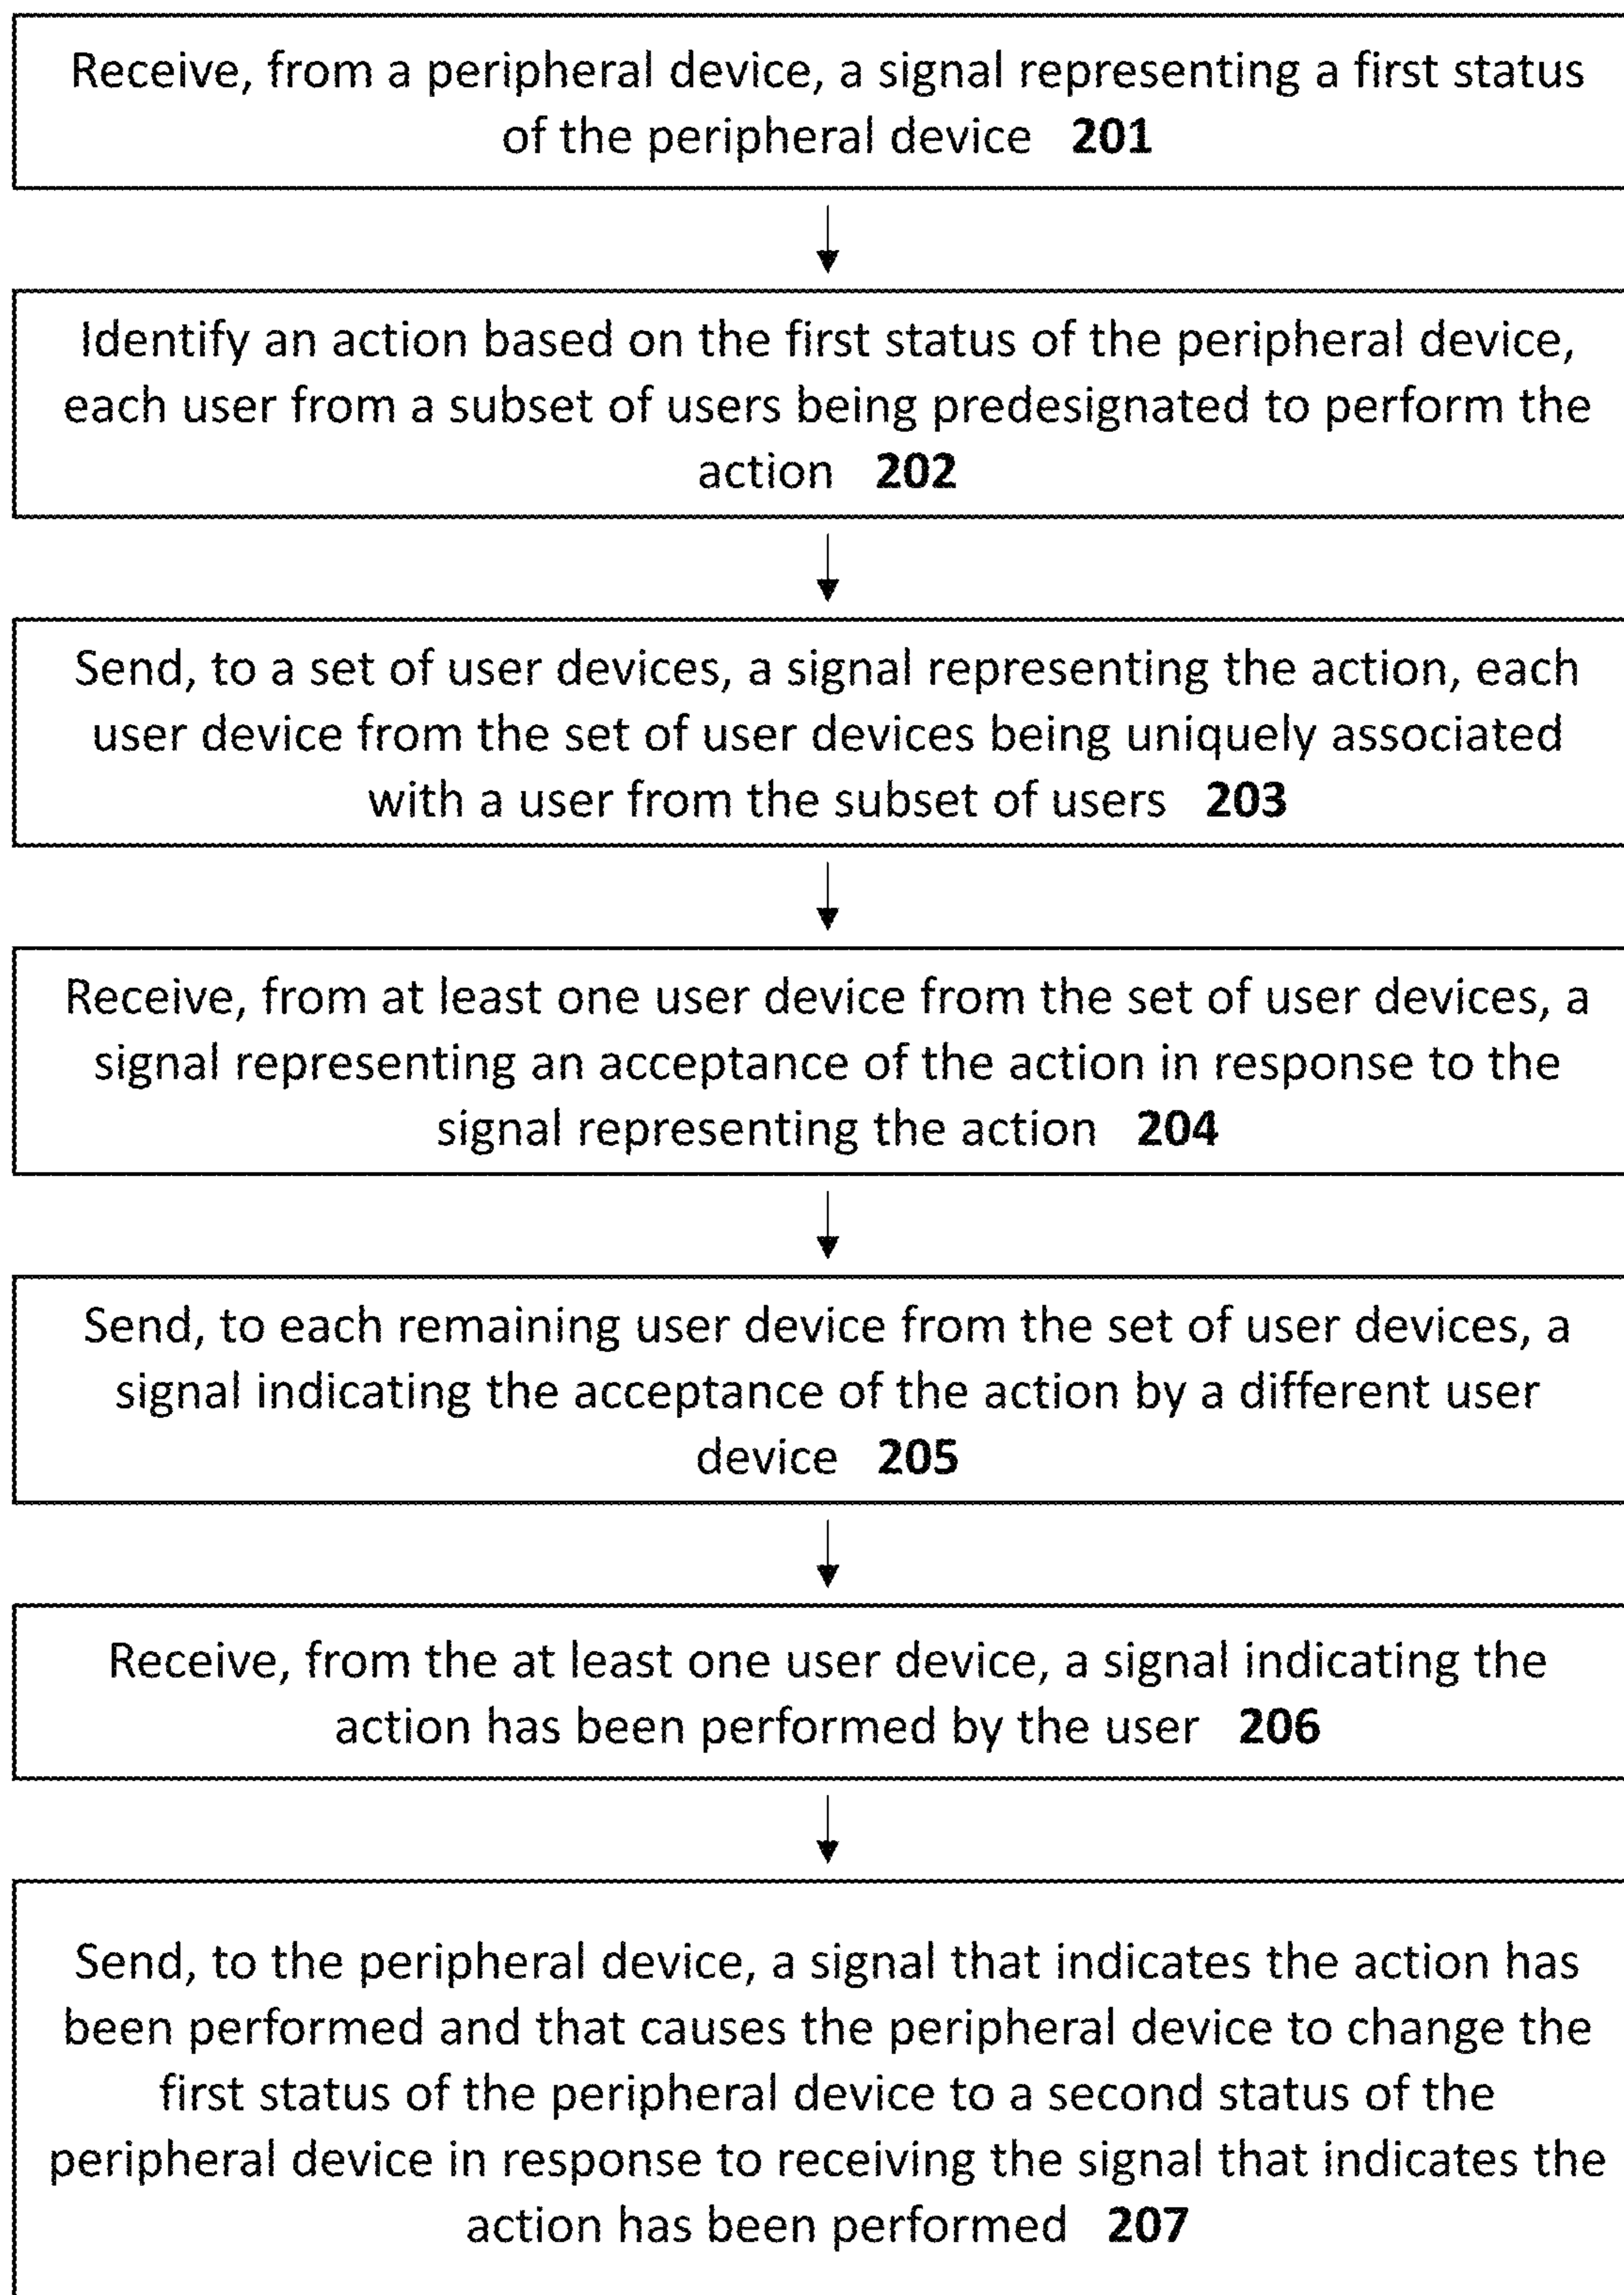 Receive, from a peripheral device, a signal representing a first status
of the peripheral device 201
Identify an action based on the first status of the peripheral device,
each user from a subset of users being predesignated to perform the
action 202
Send, to a set of user devices, a signal representing the action, each
user device from the set of user devices being uniquely associated
with a user from the subset of users 203
Receive, from at least one user device from the set of user devices, a
signal representing an acceptance of the action in response to the
signal representing the action 204
Send, to each remaining user device from the set of user devices, a
signal indicating the acceptance of the action by a different user
device 205
Receive, from the at least one user device, a signal indicating the
action has been performed by the user 206
Send, to the peripheral device, a signal that indicates the action has
been performed and that causes the peripheral device to change the
first status of the peripheral device to a second status of the
peripheral device in response to receiving the signal that indicates the
action has been performed 207